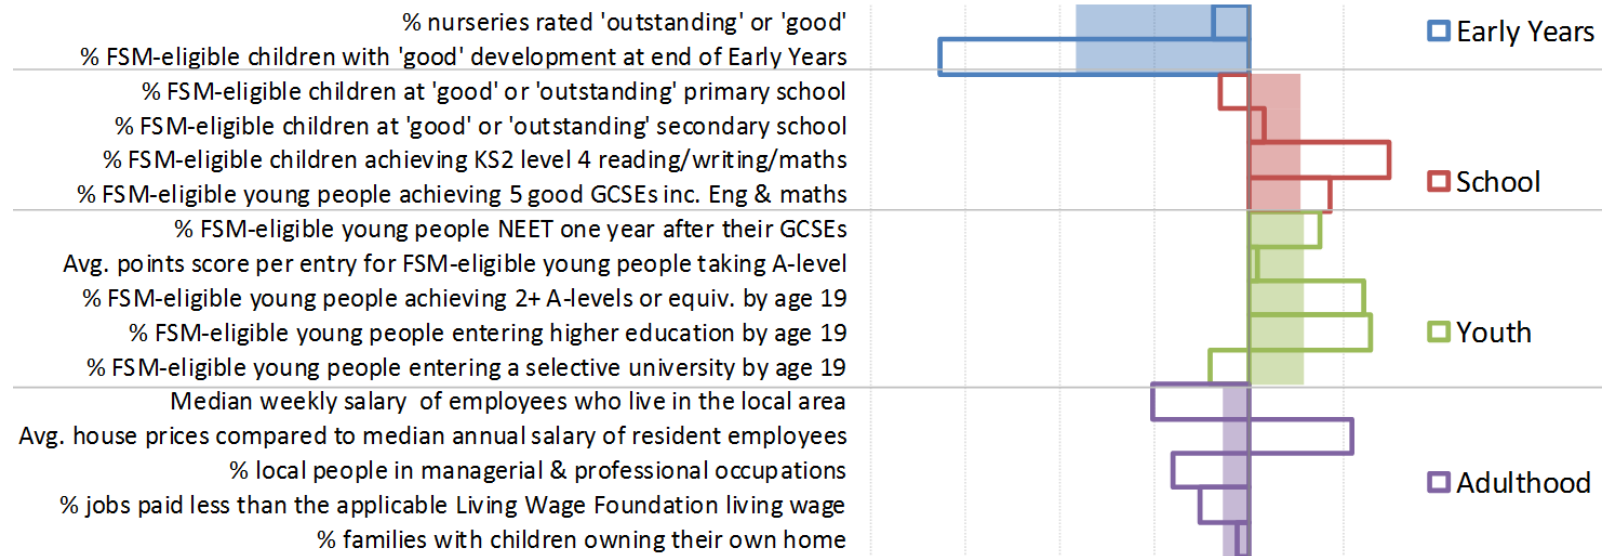 % nurseries rated 'outstanding' or 'good'
% FSM-eligible children with 'good' development at end of Early Years
% FSM-eligible children at 'good' or 'outstanding' primary school
% FSM-eligible children at 'good' or 'outstanding' secondary school
% FSM-eligible children achieving KS2 level 4 reading/writing/maths
% FSM-eligible young people achieving 5 good GCSEs inc. Eng & maths
% FSM-eligible young people NEET one year after their GCSEs
Avg. points score per entry for FSM-eligible young people taking A-level
% FSM-eligible young people achieving 2+ A-levels or equiv. by age 19
% FSM-eligible young people entering higher education by age 19
% FSM-eligible young people entering a selective university by age 19
Median weekly salary of employees who live in the local area
Avg. house prices compared to median annual salary of resident employees
% local people in managerial & professional occupations
% jobs paid less than the applicable Living Wage Foundation living wage
% families with children owning their own home
Early Years
School
Youth
Adulthood